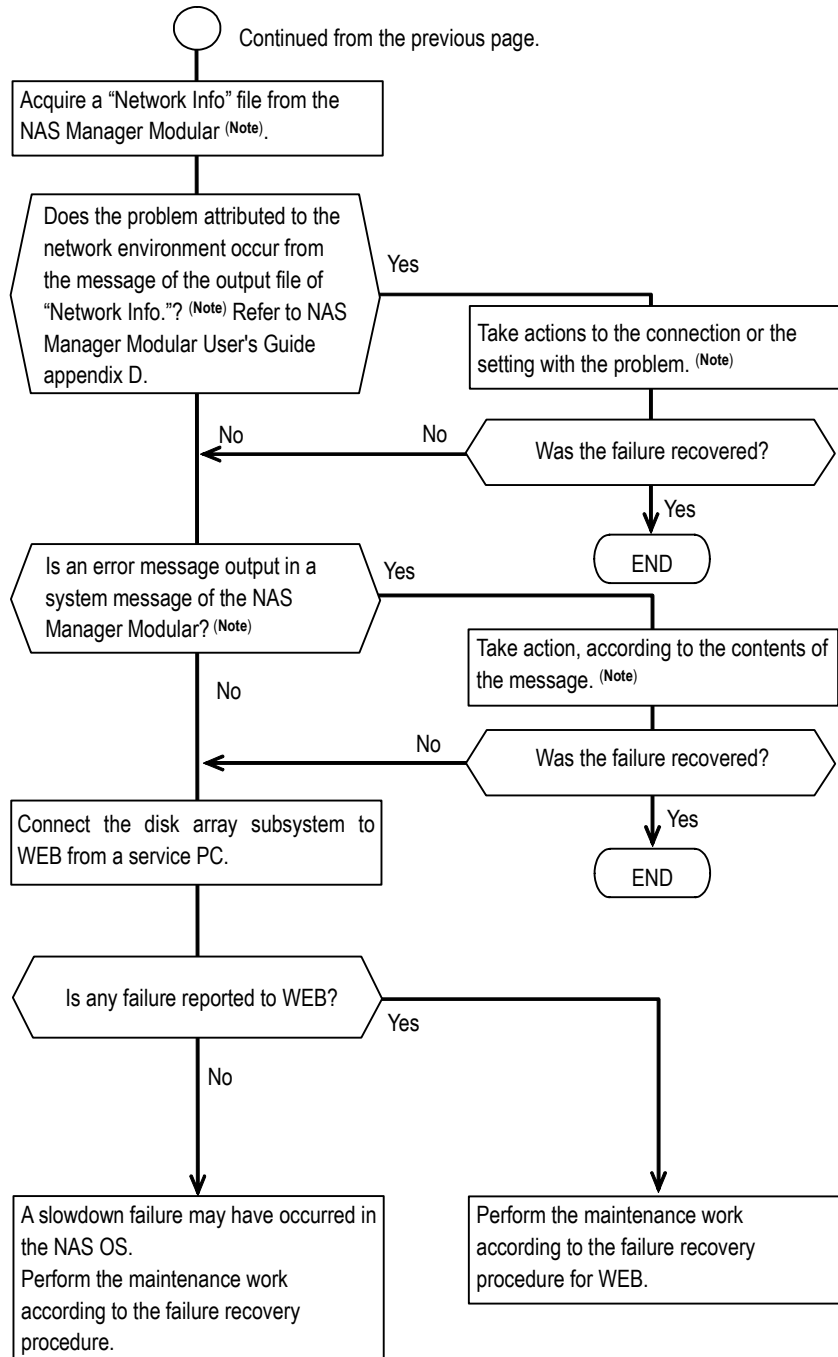 Continued from the previous page.
Acquire a “Network Info” file from the
NAS Manager Modular (Note).
Does the problem attributed to the
network environment occur from
the message of the output file of
“Network Info.”? (Note) Refer to NAS
Manager Modular User's Guide
appendix D.
Yes
Take actions to the connection or the
setting with the problem. (Note)
No
No
Was the failure recovered?
Yes
END
Is an error message output in a
system message of the NAS
Manager Modular? (Note)
Yes
Take action, according to the contents of
the message. (Note)
No
No
Was the failure recovered?
Yes
END
Connect the disk array subsystem to
WEB from a service PC.
Is any failure reported to WEB?
Yes
No
A slowdown failure may have occurred in
the NAS OS.
Perform the maintenance work
according to the failure recovery
procedure.
Perform the maintenance work
according to the failure recovery
procedure for WEB.